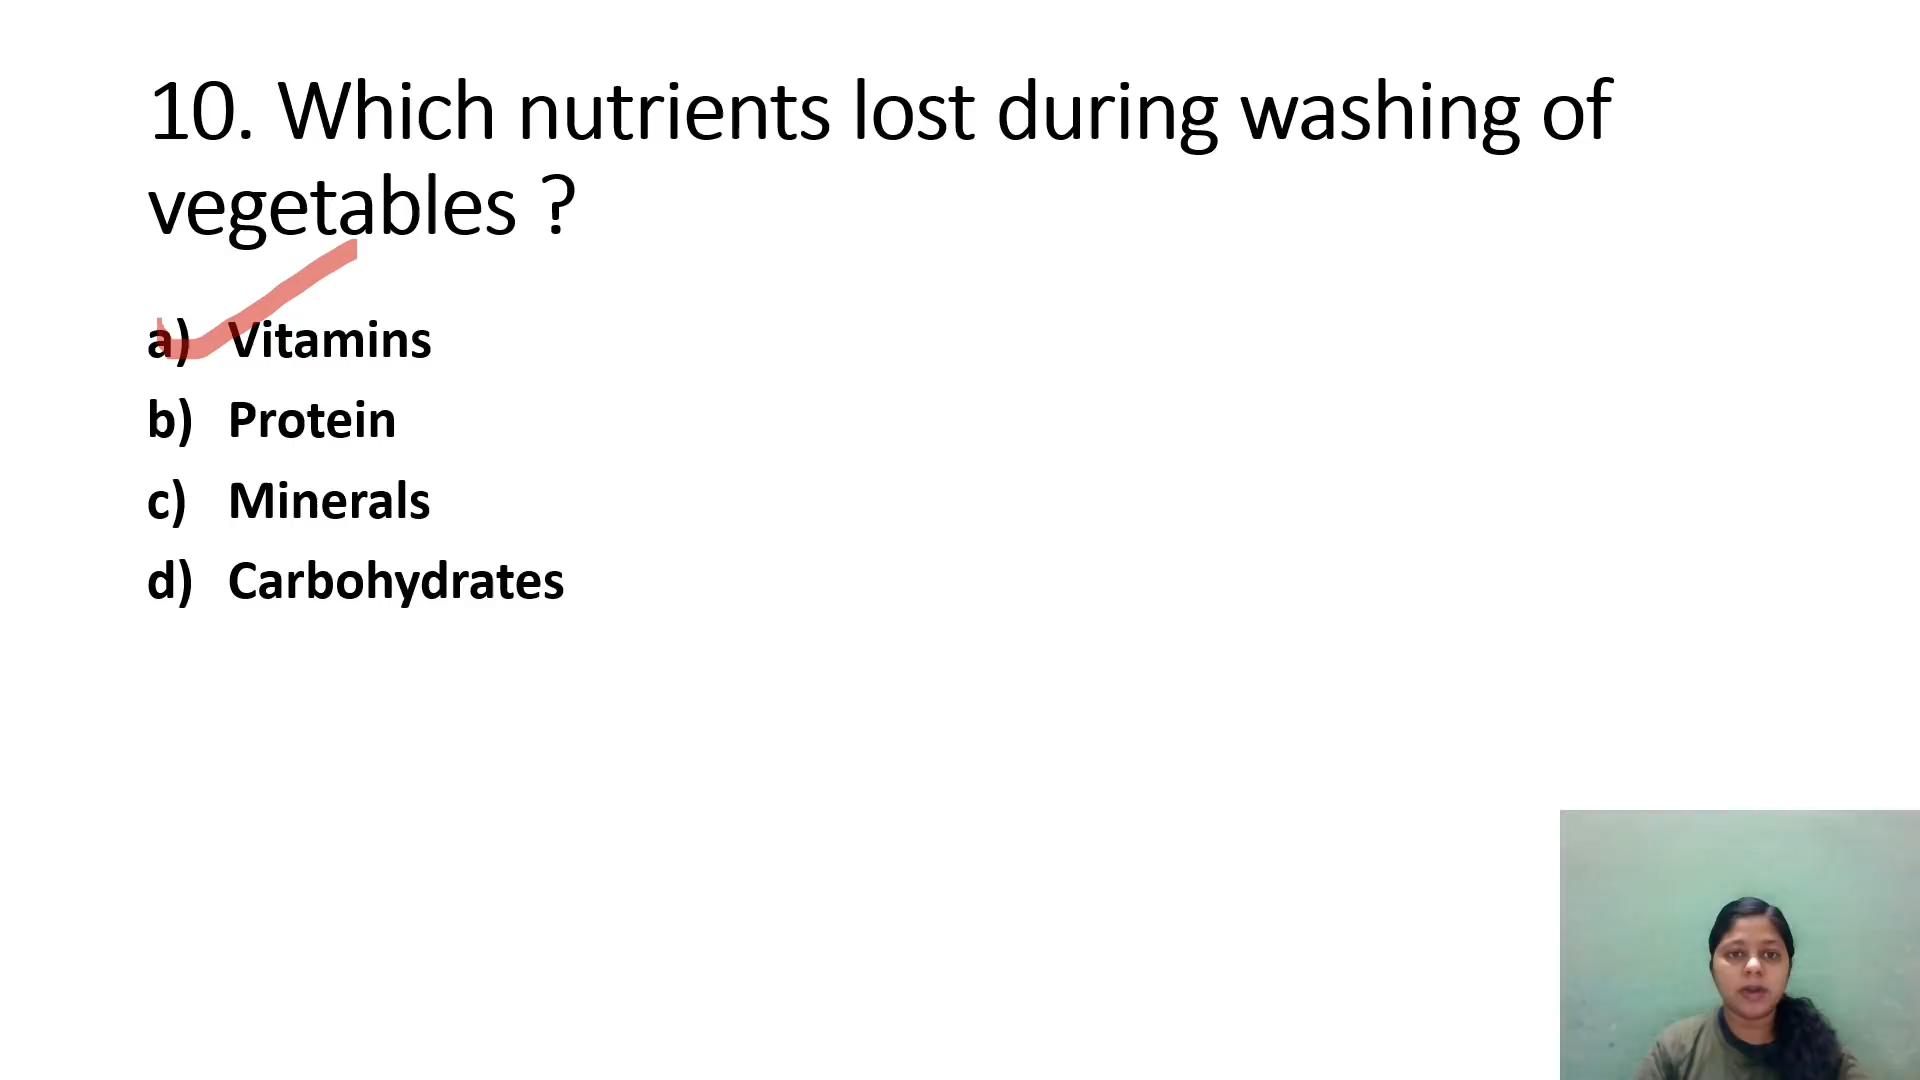 10. Which nutrients lost during washing of
vegetables ?
a) Vitamins
b) Protein
c) Minerals
d) Carbohydrates